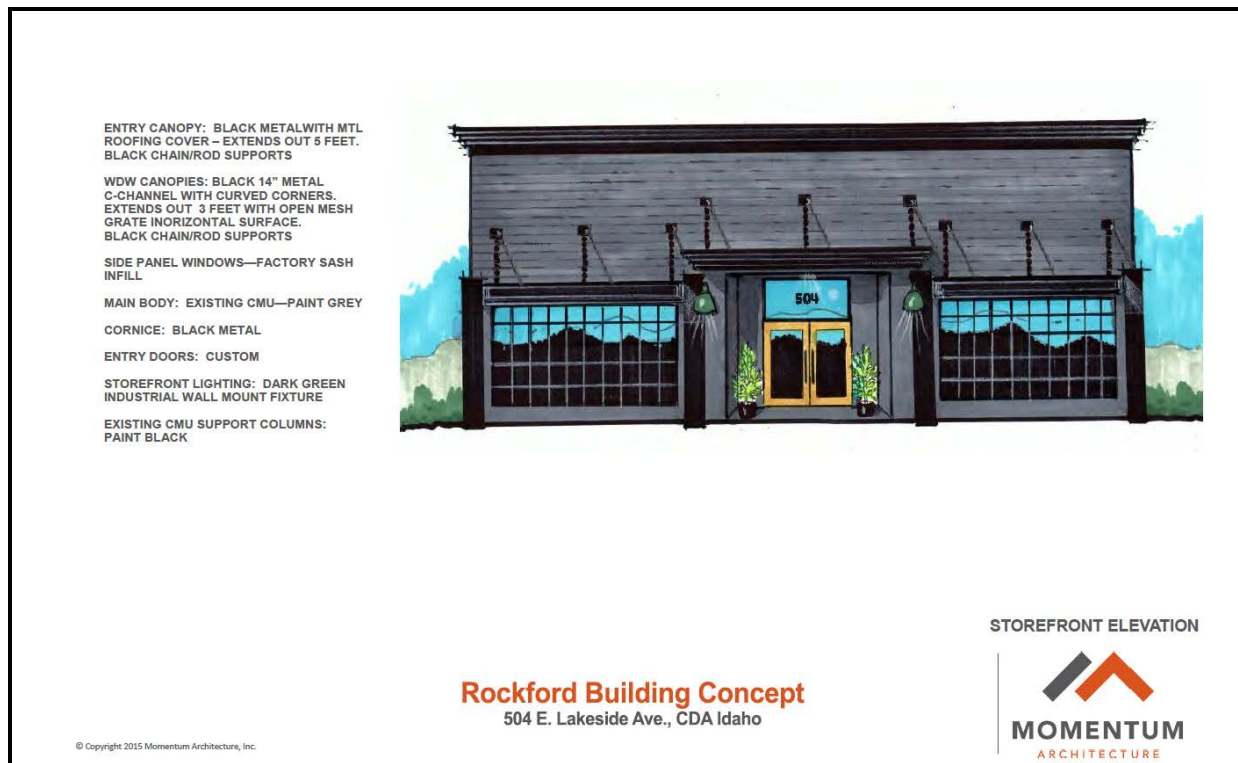 ENTRY CANOPY: BLACK METALWITH MTL
ROOFING COVER – EXTENDS OUT 5 FEET.
BLACK CHAIN/ROD SUPPORTS
WDW CANOPIES: BLACK 14” METAL
C-CHANNEL WITH CURVED CORNERS.
EXTENDS OUT 3 FEET WITH OPEN MESH
GRATE INORIZONTAL SURFACE.
BLACK CHAIN/ROD SUPPORTS
SIDE PANEL WINDOWS—FACTORY SASH
INFILL
MAIN BODY: EXISTING CMU—PAINT GREY
CORNICE: BLACK METAL
ENTRY DOORS: CUSTOM
STOREFRONT LIGHTING: DARK GREEN
INDUSTRIAL WALL MOUNT FIXTURE
EXISTING CMU SUPPORT COLUMNS:
PAINT BLACK
504
STOREFRONT ELEVATION
Rockford Building Concept
504 E. Lakeside Ave., CDA Idaho
MOMENTUM
ARCHITECTURE
© Copyright 2015 Momentum Architecture, Inc.